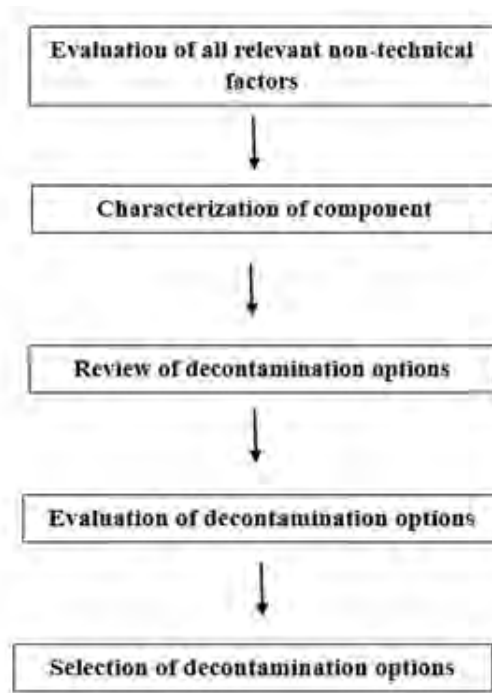 Evaluation of all relevant non-technical
factors
Characterization of component
Review of decontamination options
Evaluation of decontamination options
Selection of decontamination options